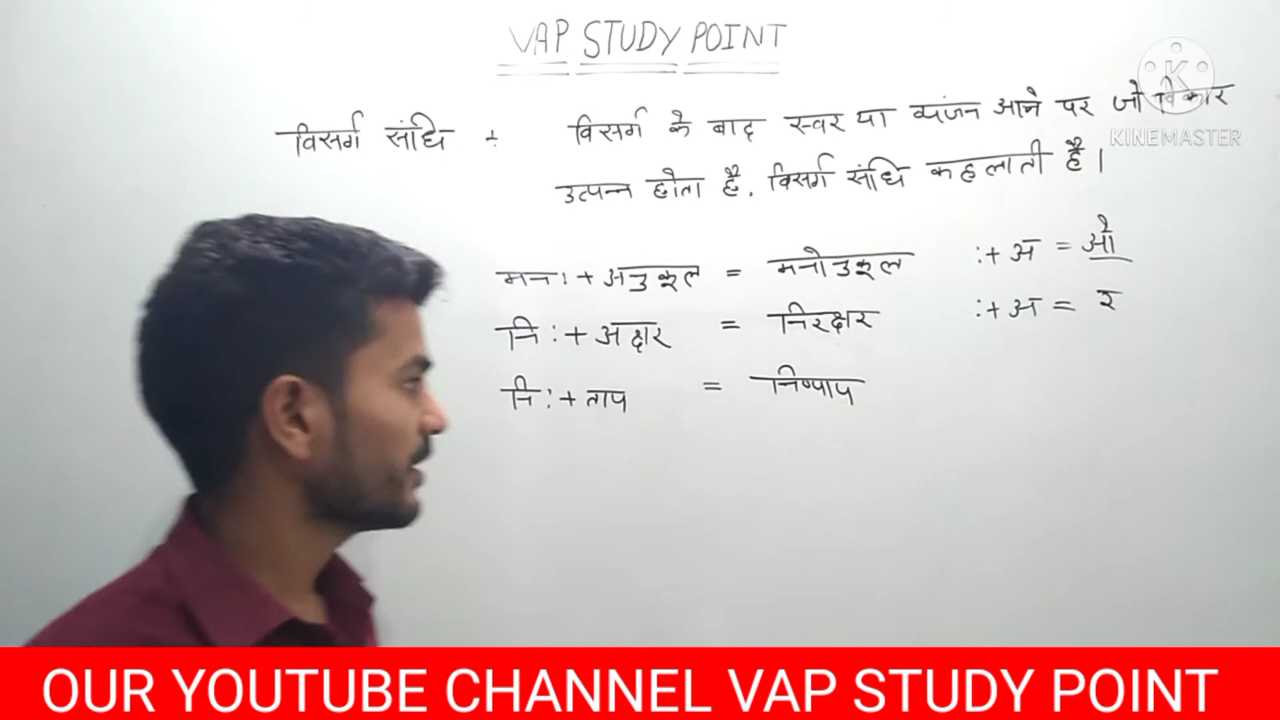 VAP STUDY POINT
विसर्ग संधि ÷ विसर्ग के बाद स्वर या व्यंजन आने पर जो विकार
उत्पन्न होता है, विसर्ग संधि कहलाती है।
K
KINEMASTER
मनः + अनुकूल = मनोनुकूल :+ अ = ओ
निः + अक्षर = निरक्षर :+ अ = र
निः + पाप = निष्पाप
OUR YOUTUBE CHANNEL VAP STUDY POINT